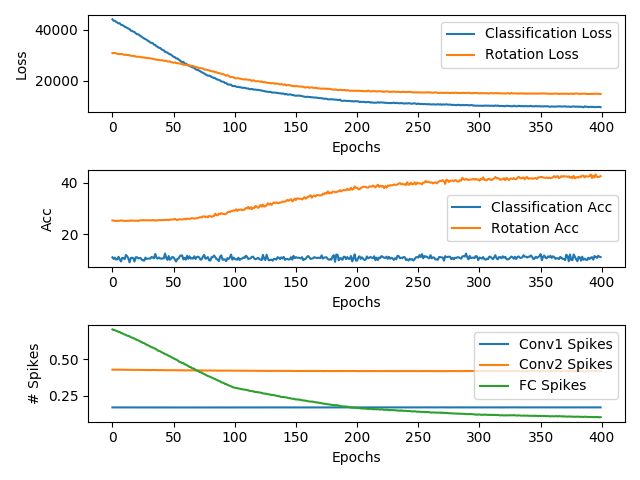 Loss
40000
20000
Classification Loss
Rotation Loss
0 50 100 150 200 250 300 350 400
Epochs
Acc
40
20
Classification Acc
Rotation Acc
0 50 100 150 200 250 300 350 400
Epochs
# Spikes
0.50
0.25
Conv1 Spikes
Conv2 Spikes
FC Spikes
0 50 100 150 200 250 300 350 400
Epochs